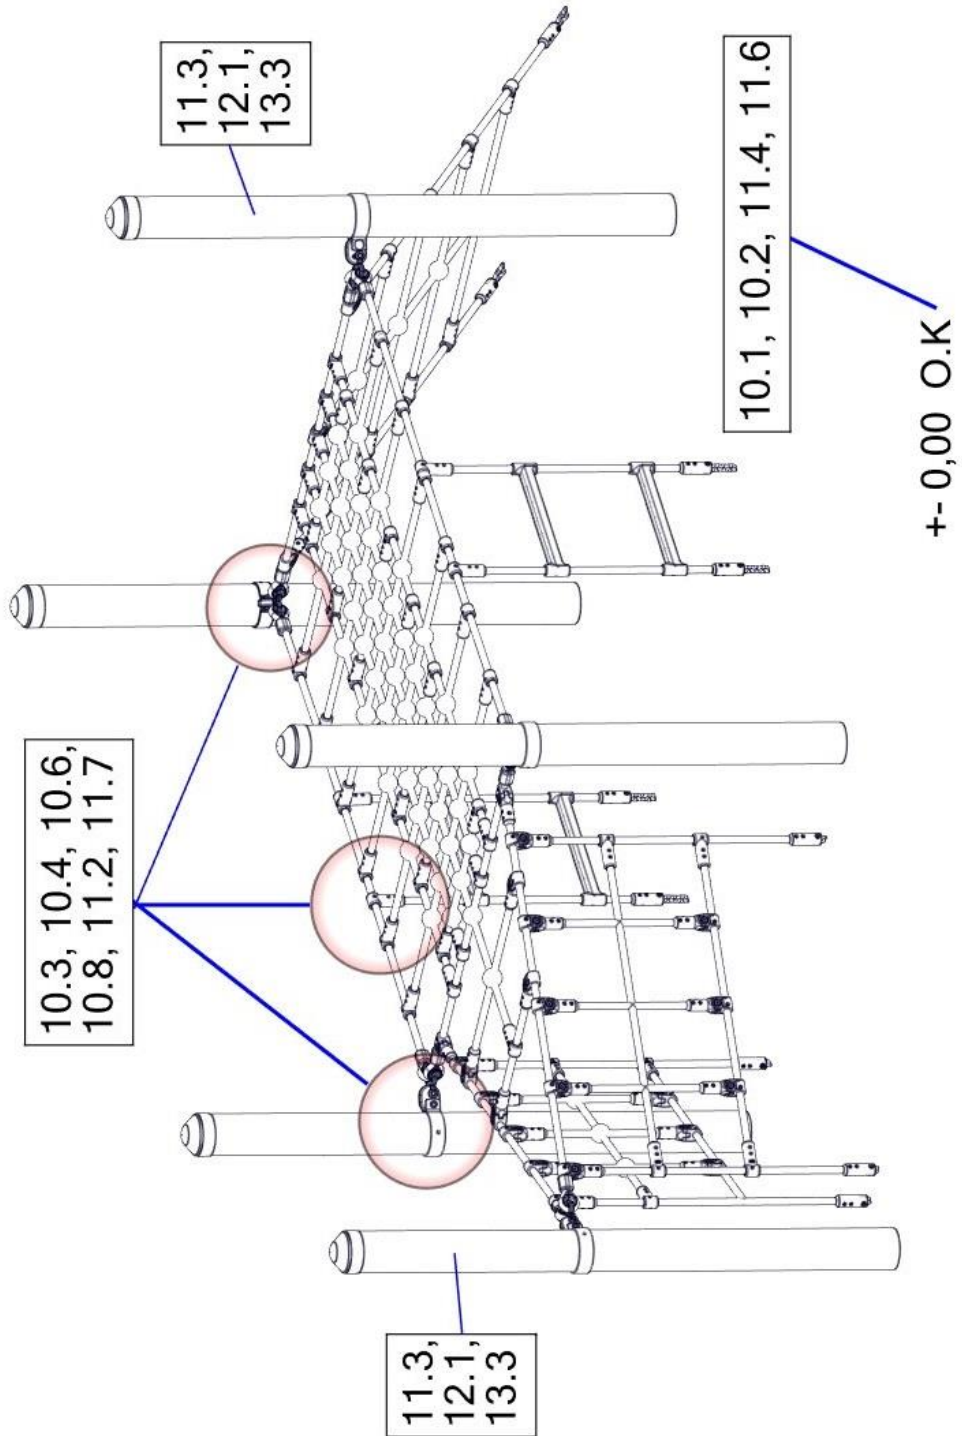 11.3,
12.1,
13.3
10.1, 10.2, 11.4, 11.6
+- 0,00 O.K
10.3, 10.4, 10.6,
10.8, 11.2, 11.7
11.3,
12.1,
13.3